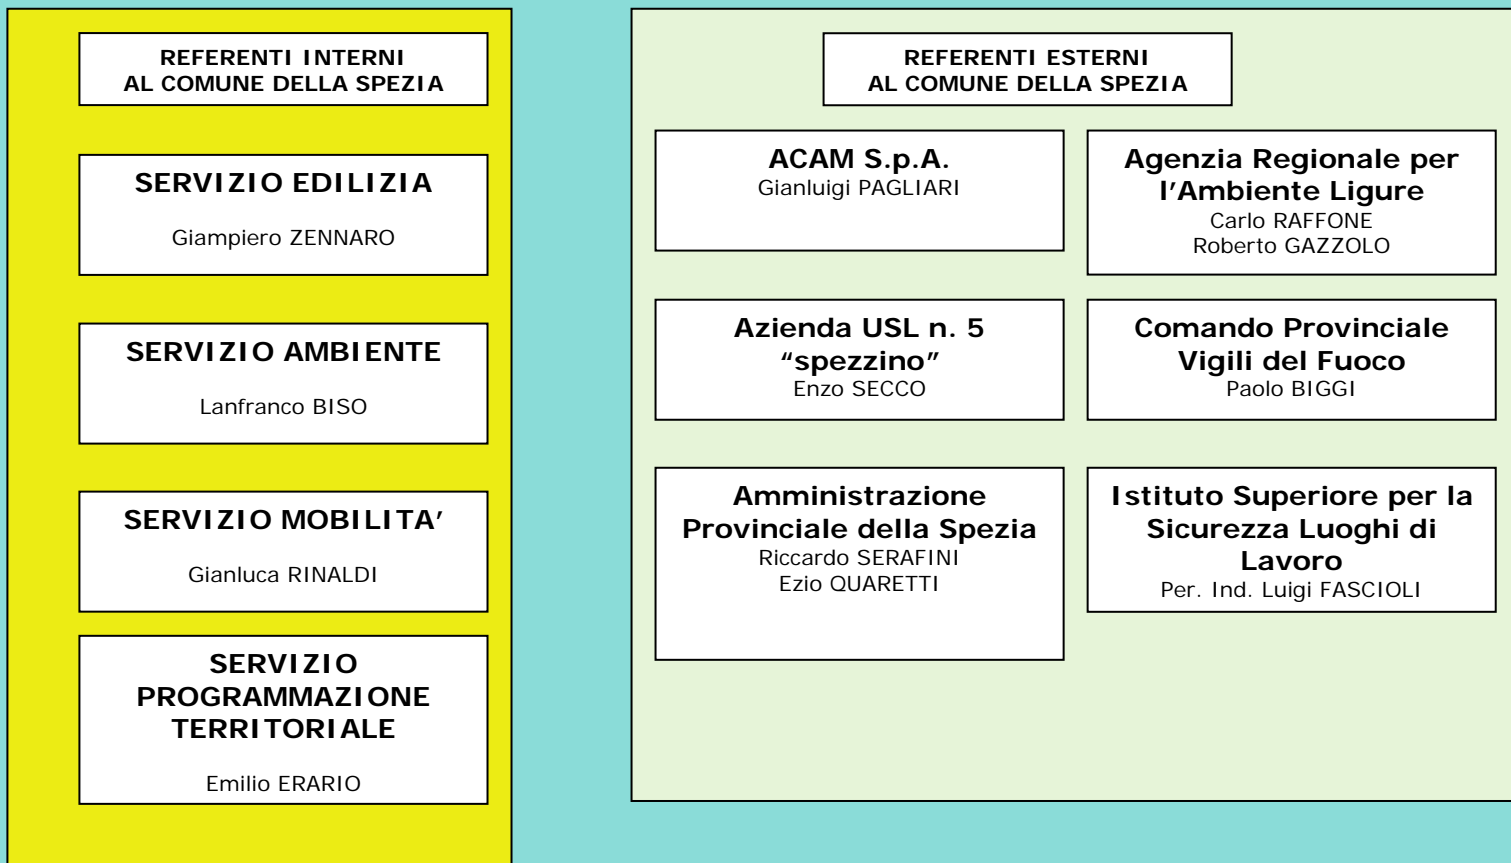 REFERENTI INTERNI
AL COMUNE DELLA SPEZIA
SERVIZIO EDILIZIA
Giampiero ZENNARO
SERVIZIO AMBIENTE
Lanfranco BISO
SERVIZIO MOBILITA’
Gianluca RINALDI
SERVIZIO
PROGRAMMAZIONE
TERRITORIALE
Emilio ERARIO
REFERENTI ESTERNI
AL COMUNE DELLA SPEZIA
ACAM S.p.A.
Gianluigi PAGLIARI
Agenzia Regionale per
l’Ambiente Ligure
Carlo RAFFONE
Roberto GAZZOLO
Azienda USL n. 5
“spezzino”
Enzo SECCO
Comando Provinciale
Vigili del Fuoco
Paolo BIGGI
Amministrazione
Provinciale della Spezia
Riccardo SERAFINI
Ezio QUARETTI
Istituto Superiore per la
Sicurezza Luoghi di
Lavoro
Per. Ind. Luigi FASCIOLI